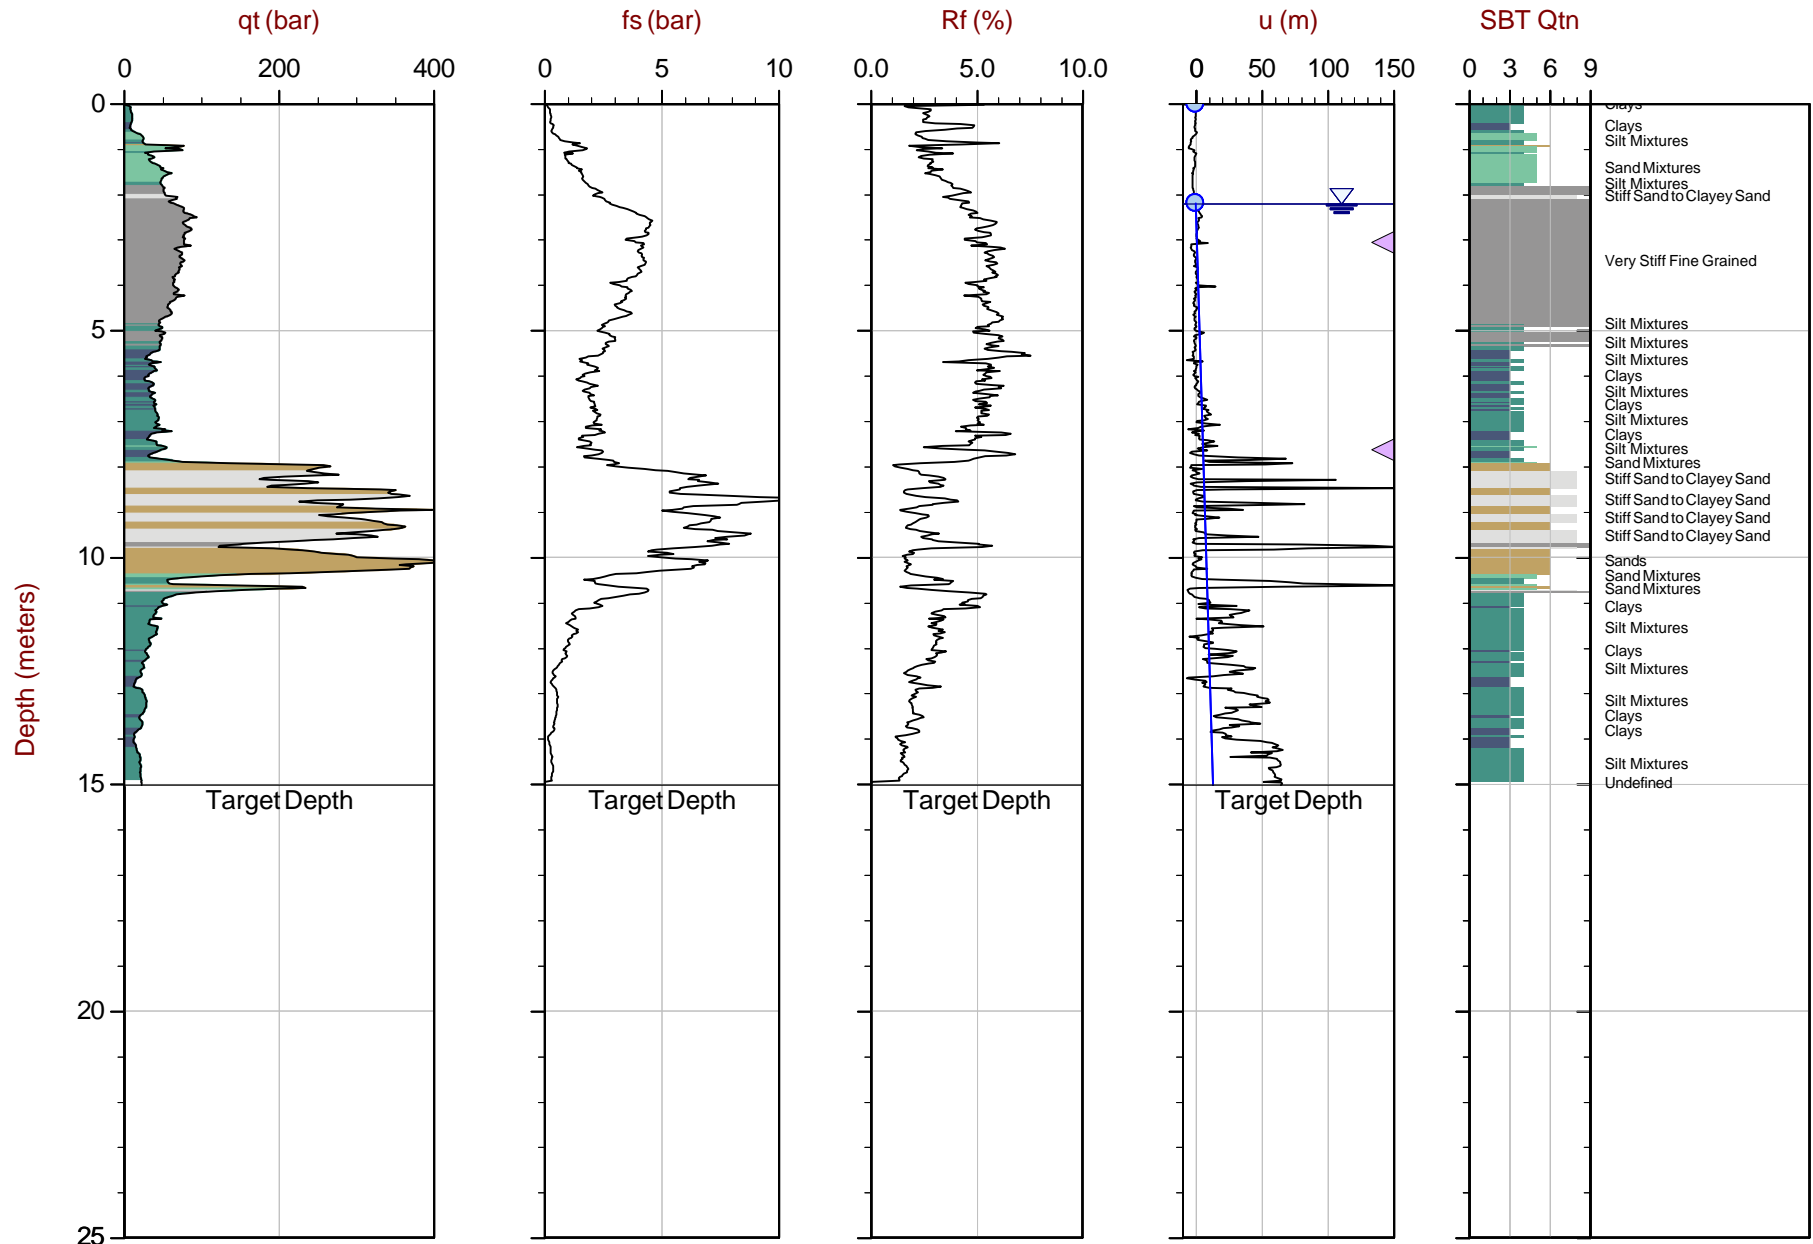 qt (bar) fs (bar) Rf (%) u (m) SBT Qtn
0 200 400 0 5 10 0.0 5.0 10.0 0 50 100 150 0 3 6 9
0
Clays
Clays
Silt Mixtures
Sand Mixtures
Silt Mixtures
Stiff Sand to Clayey Sand
Very Stiff Fine Grained
Silt Mixtures
5
Silt Mixtures
Silt Mixtures
Clays
Silt Mixtures
Clays
Silt Mixtures
Clays
Silt Mixtures
Sand Mixtures
Stiff Sand to Clayey Sand
Stiff Sand to Clayey Sand
Stiff Sand to Clayey Sand
Stiff Sand to Clayey Sand
10
Sands
Sand Mixtures
Sand Mixtures
Clays
Silt Mixtures
Clays
Silt Mixtures
Silt Mixtures
Clays
Clays
Silt Mixtures
Undefined
15
Target Depth Target Depth Target Depth Target Depth
Depth (meters)
20
25